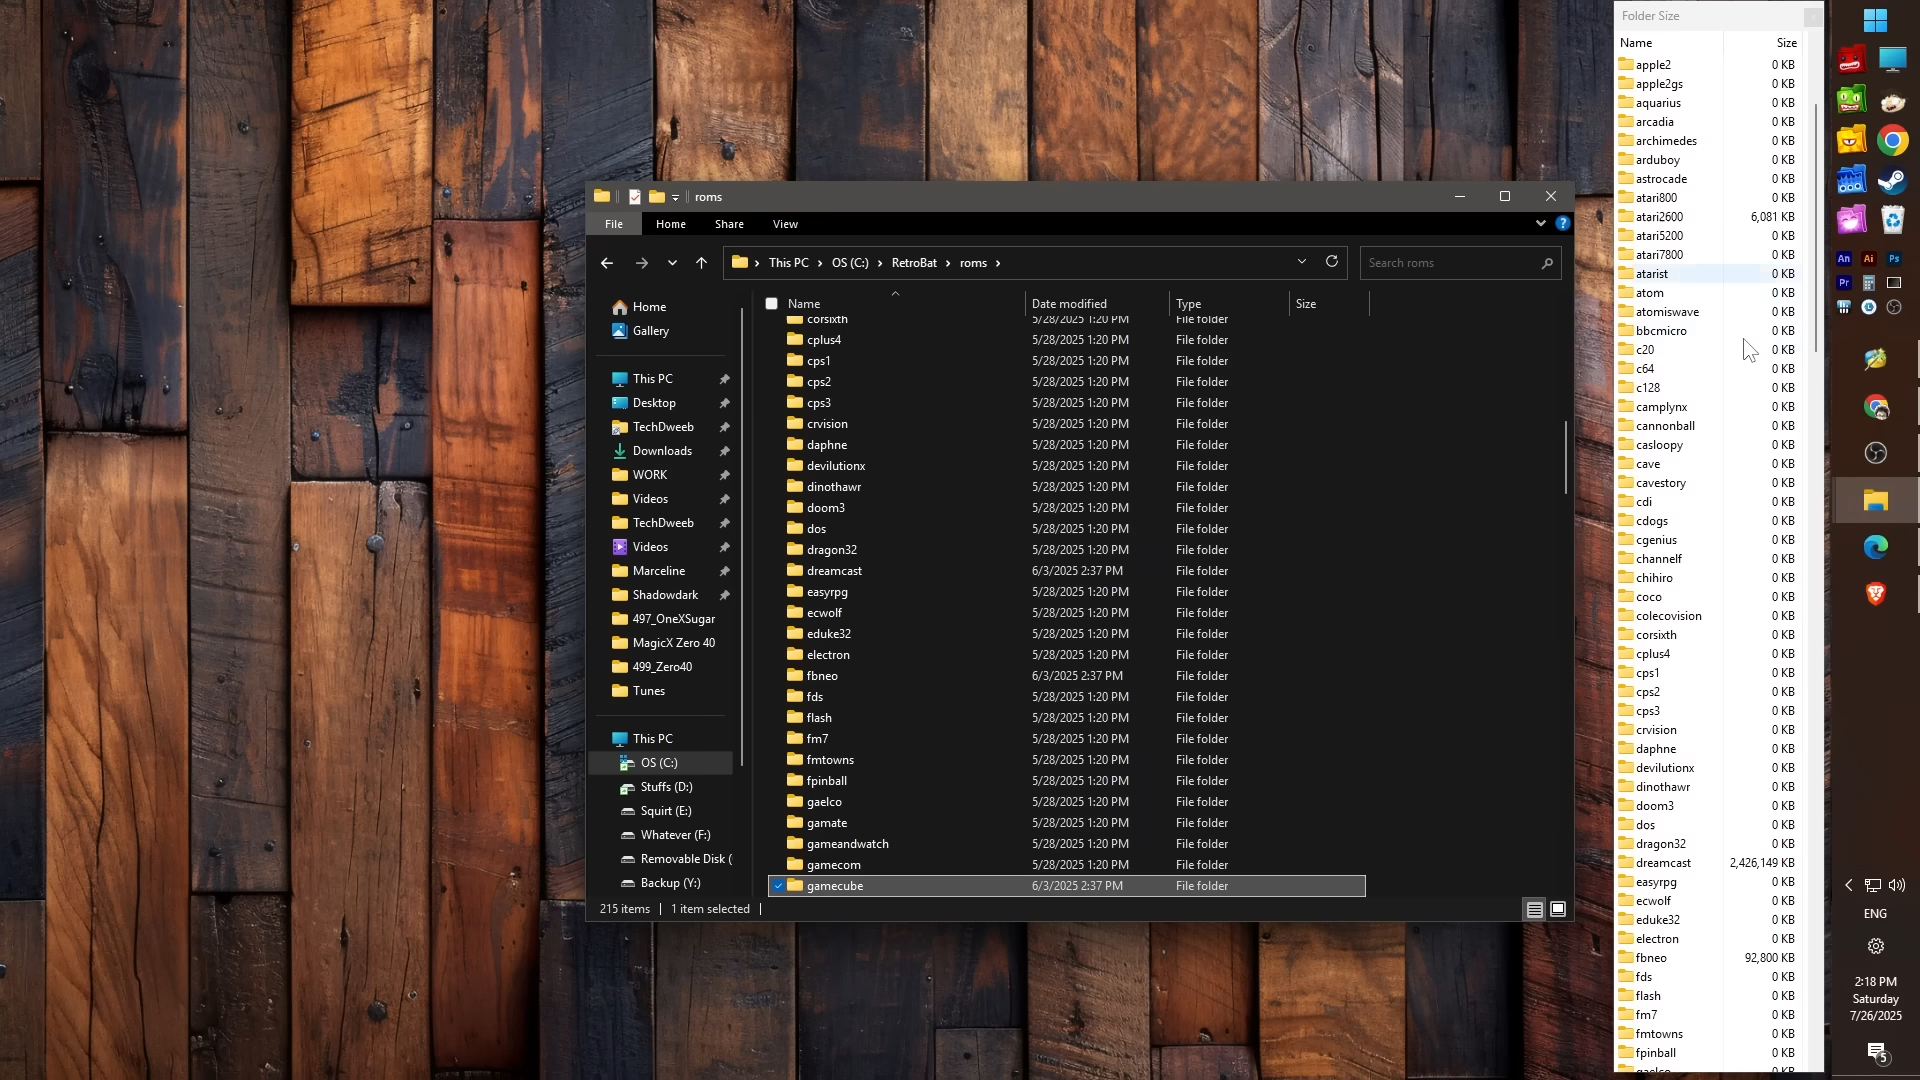 roms
File
Home
Share
View
This PC
OS (C:)
RetroBat
roms
Search roms
Home
Gallery
This PC
Desktop
TechDweeb
Downloads
WORK
Videos
TechDweeb
Videos
Marceline
Shadowdark
497_OneXSugar
MagicX Zero 40
499_Zero40
Tunes
This PC
OS (C:)
Stuffs (D:)
Squirt (E:)
Whatever (F:)
Removable Disk (
Backup (Y:)
Name Date modified Type Size
corsixth 5/28/2025 1:20 PM File folder
cplus4 5/28/2025 1:20 PM File folder
cps1 5/28/2025 1:20 PM File folder
cps2 5/28/2025 1:20 PM File folder
cps3 5/28/2025 1:20 PM File folder
crvision 5/28/2025 1:20 PM File folder
daphne 5/28/2025 1:20 PM File folder
devilutionx 5/28/2025 1:20 PM File folder
dinothawr 5/28/2025 1:20 PM File folder
doom3 5/28/2025 1:20 PM File folder
dos 5/28/2025 1:20 PM File folder
dragon32 5/28/2025 1:20 PM File folder
dreamcast 6/3/2025 2:37 PM File folder
easyrpg 5/28/2025 1:20 PM File folder
ecwolf 5/28/2025 1:20 PM File folder
eduke32 5/28/2025 1:20 PM File folder
electron 5/28/2025 1:20 PM File folder
fbneo 6/3/2025 2:37 PM File folder
fds 5/28/2025 1:20 PM File folder
flash 5/28/2025 1:20 PM File folder
fm7 5/28/2025 1:20 PM File folder
fmtowns 5/28/2025 1:20 PM File folder
fpinball 5/28/2025 1:20 PM File folder
gaelco 5/28/2025 1:20 PM File folder
gamate 5/28/2025 1:20 PM File folder
gameandwatch 5/28/2025 1:20 PM File folder
gamecom 5/28/2025 1:20 PM File folder
gamecube 6/3/2025 2:37 PM File folder
215 items 1 item selected
Folder Size
Name Size
apple2 0 KB
apple2gs 0 KB
aquarius 0 KB
arcadia 0 KB
archimedes 0 KB
arduboy 0 KB
astrocade 0 KB
atari800 0 KB
atari2600 6,081 KB
atari5200 0 KB
atari7800 0 KB
atarist 0 KB
atom 0 KB
atomiswave 0 KB
bbcmicro 0 KB
c20 0 KB
c64 0 KB
c128 0 KB
camplynx 0 KB
cannonball 0 KB
casloopy 0 KB
cave 0 KB
cavestory 0 KB
cdi 0 KB
cdogs 0 KB
cgenius 0 KB
channelf 0 KB
chihiro 0 KB
coco 0 KB
colecovision 0 KB
corsixth 0 KB
cplus4 0 KB
cps1 0 KB
cps2 0 KB
cps3 0 KB
crvision 0 KB
daphne 0 KB
devilutionx 0 KB
dinothawr 0 KB
doom3 0 KB
dos 0 KB
dragon32 0 KB
dreamcast 2,426,149 KB
easyrpg 0 KB
ecwolf 0 KB
eduke32 0 KB
electron 0 KB
fbneo 92,800 KB
fds 0 KB
flash 0 KB
fm7 0 KB
fmtowns 0 KB
fpinball 0 KB
gaelco 0 KB
An Ai Ps
Pr
ENG
2:18 PM
Saturday
7/26/2025
5